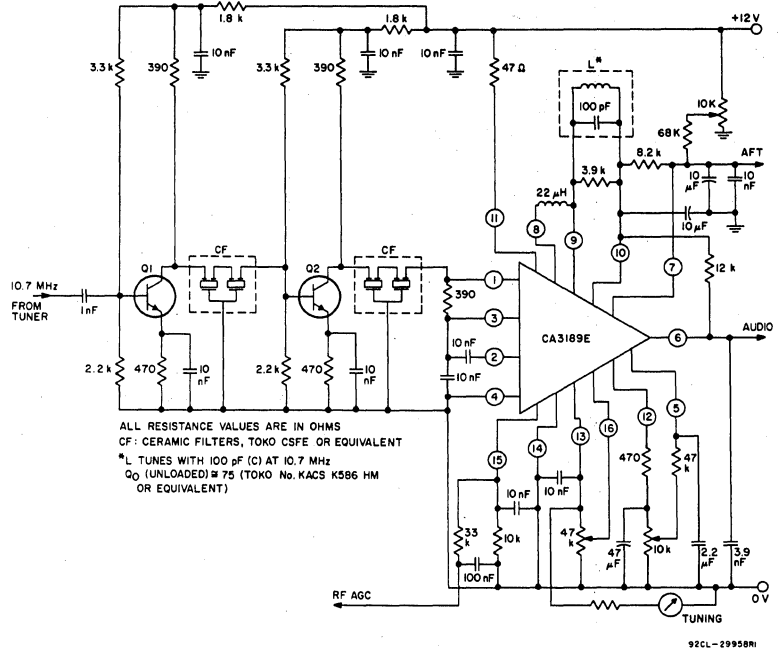 1.8 k
1.8 k
+12V
10 nF
10 nF
10 nF
3.3 k
390
3.3 k
390
47 Ω
L*
100 pF
10K
68K
8.2 k
AFT
10 μF
10 nF
3.9 k
22 μH
10 μF
11
8
9
10
7
12 k
Q1
CF
Q2
CF
10.7 MHz
FROM
TUNER
1 nF
1
390
3
CA3189E
6
AUDIO
10 nF
2
2.2 k
470
10 nF
2.2 k
470
10 nF
10 nF
4
ALL RESISTANCE VALUES ARE IN OHMS
CF: CERAMIC FILTERS, TOKO CSFE OR EQUIVALENT
*L TUNES WITH 100 pF (C) AT 10.7 MHz
QO (UNLOADED) ≅ 75 (TOKO No. KACS K586 HM
OR EQUIVALENT)
15
14
13
16
12
5
10 nF
10 nF
470
47 k
33 k
10 k
47 k
47 μF
10 k
2.2 μF
3.9 nF
100 nF
RF AGC
0 V
TUNING
92CL-29958R1